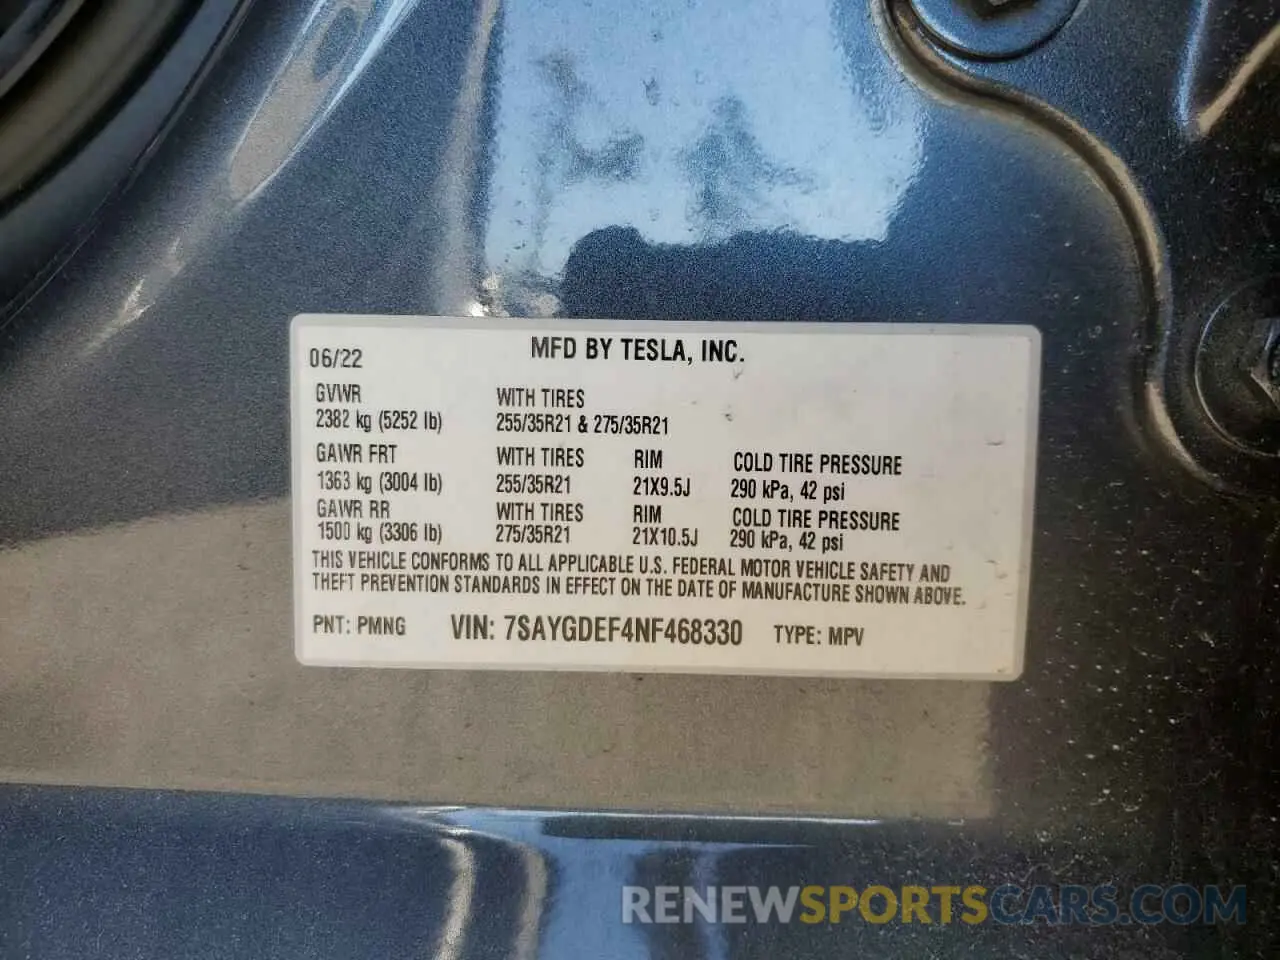 06/22 MFD BY TESLA, INC.
GVWR WITH TIRES
2382 kg (5252 lb) 255/35R21 & 275/35R21
GAWR FRT WITH TIRES RIM COLD TIRE PRESSURE
1363 kg (3004 lb) 255/35R21 21X9.5J 290 kPa, 42 psi
GAWR RR WITH TIRES RIM COLD TIRE PRESSURE
1500 kg (3306 lb) 275/35R21 21X10.5J 290 kPa, 42 psi
THIS VEHICLE CONFORMS TO ALL APPLICABLE U.S. FEDERAL MOTOR VEHICLE SAFETY AND
THEFT PREVENTION STANDARDS IN EFFECT ON THE DATE OF MANUFACTURE SHOWN ABOVE.
PNT: PMNG VIN: 7SAYGDEF4NF468330 TYPE: MPV
RENEWSPORTSCARS.COM